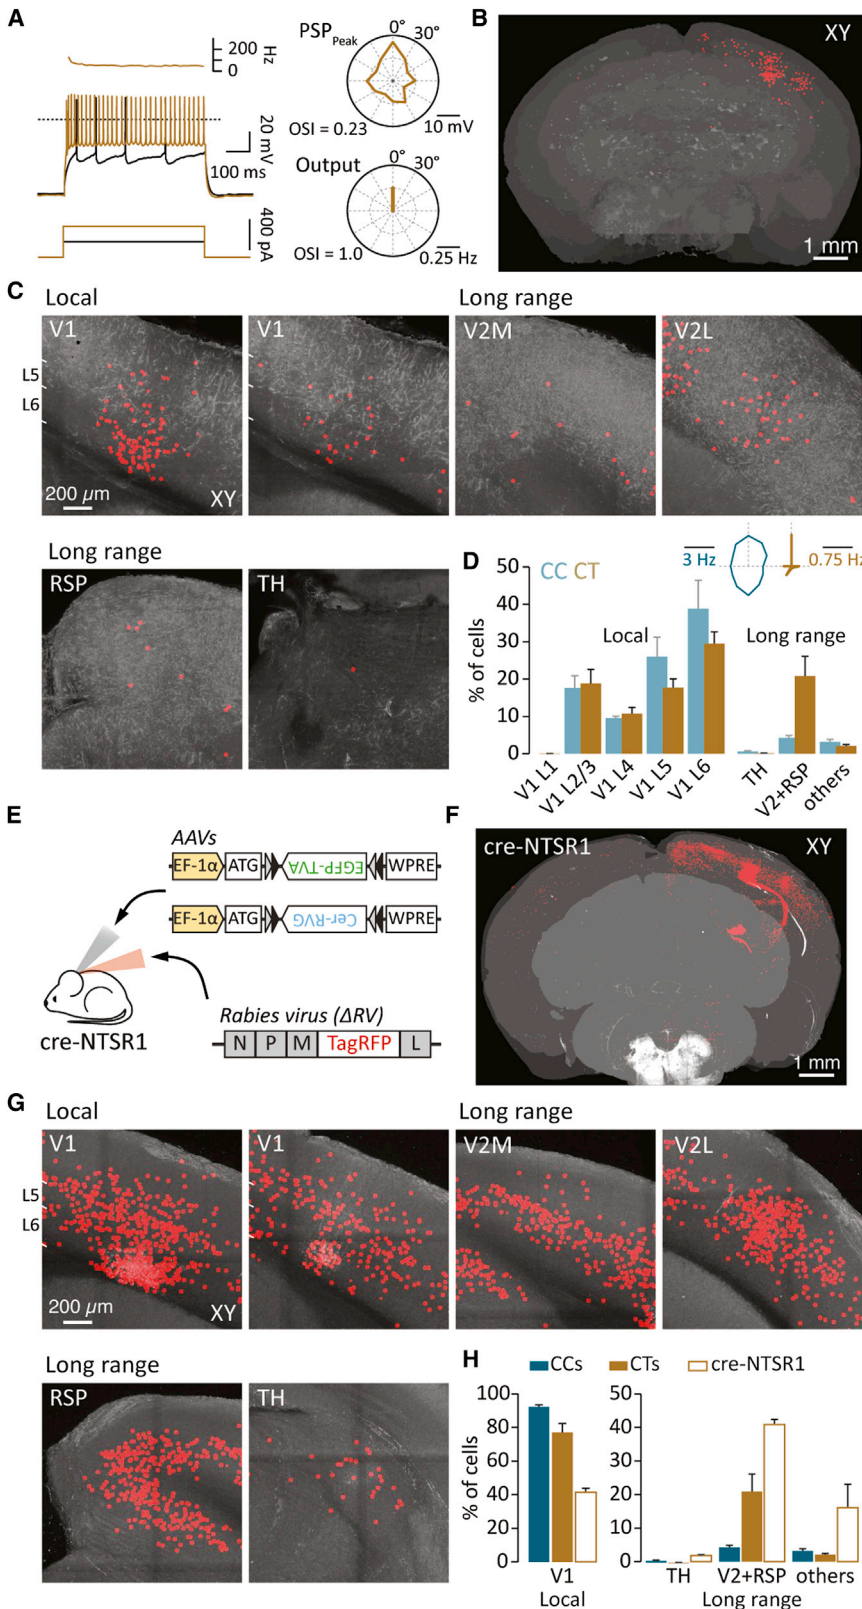 A
200
0
Hz
20 mV
100 ms
400 pA
PSP Peak
0°
30°
OSI = 0.23
10 mV
Output
0°
30°
OSI = 1.0
0.25 Hz
B
XY
1 mm
C
Local
Long range
V1
V1
V2M
V2L
L5
L6
200 µm
XY
Long range
RSP
TH
D
CC CT
3 Hz
0.75 Hz
Local
Long range
% of cells
50
40
30
20
10
0
V1 L1
V1 L2/3
V1 L4
V1 L5
V1 L6
TH
V2+RSP
others
E
AAVs
EF-1α ATG EGFP-TVA WPRE
EF-1α ATG Cer-RVG WPRE
cre-NTSR1
Rabies virus (ΔRV)
N P M TagRFP L
F
cre-NTSR1
XY
1 mm
G
Local
Long range
V1
V1
V2M
V2L
L5
L6
200 µm
XY
Long range
RSP
TH
H
CCs CTs cre-NTSR1
% of cells
100
80
60
40
20
0
V1
Local
50
40
30
20
10
0
TH
V2+RSP
others
Long range